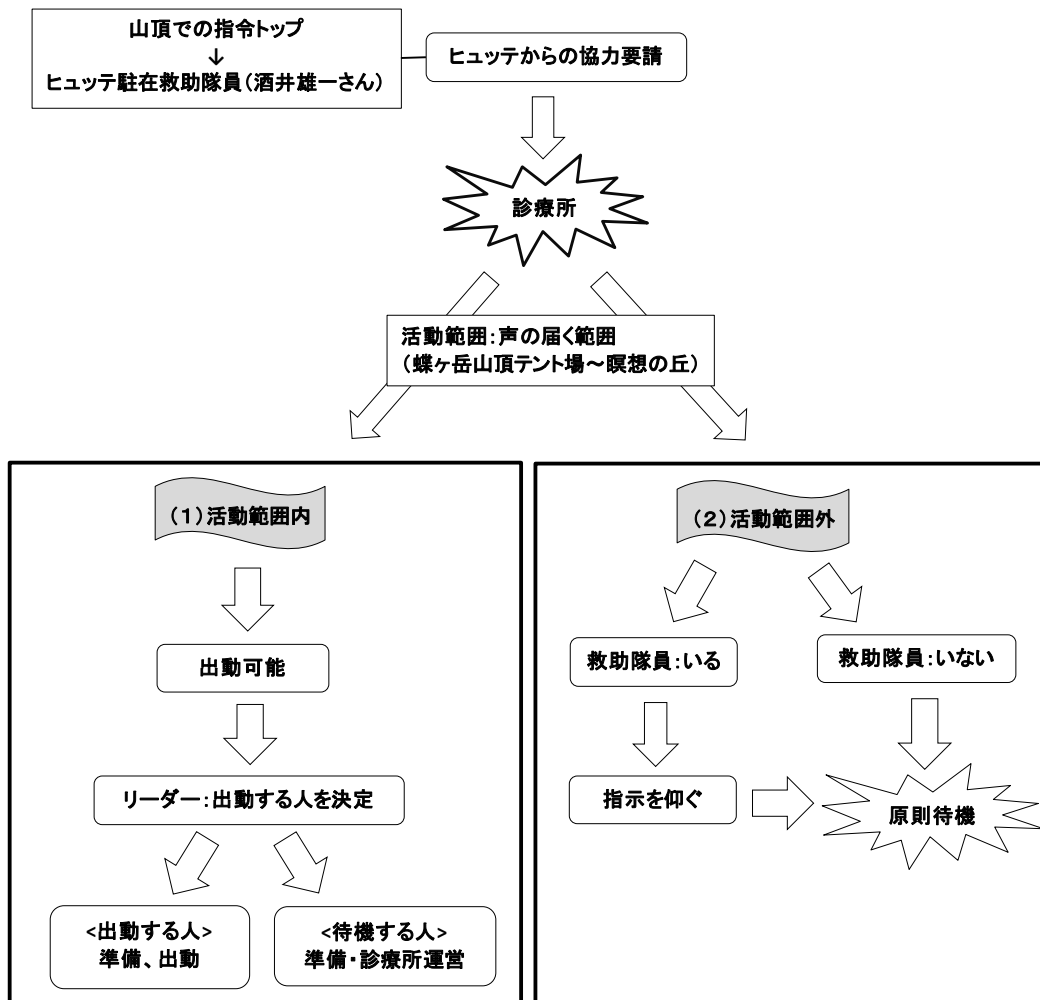 山頂での指令トップ
↓
ヒュッテ駐在救助隊員(酒井雄一さん)
ヒュッテからの協力要請
診療所
活動範囲:声の届く範囲
(蝶ヶ岳山頂テント場～瞑想の丘)
(1)活動範囲内
出動可能
リーダー:出動する人を決定
<出動する人>
準備、出動
<待機する人>
準備・診療所運営
(2)活動範囲外
救助隊員:いる
救助隊員:いない
指示を仰ぐ
原則待機